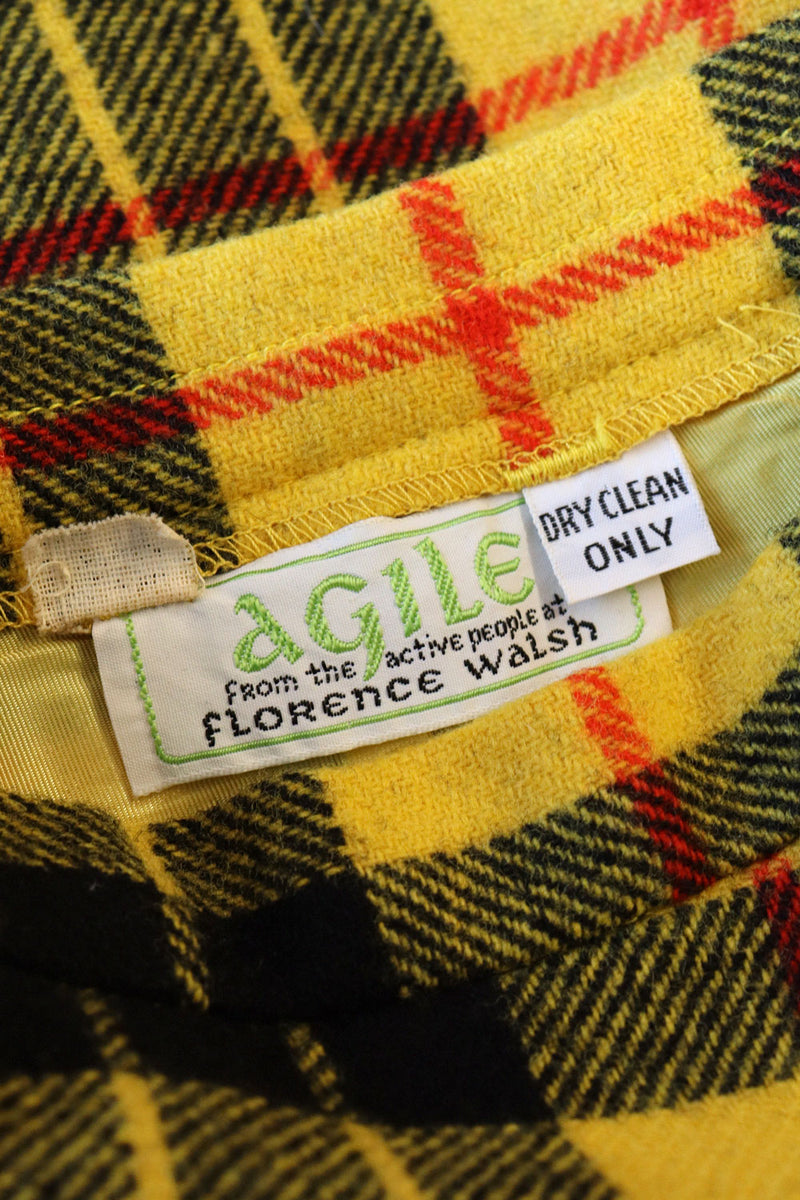 aGILE
from the active people at
FLORENCE Walsh
DRY CLEAN
ONLY